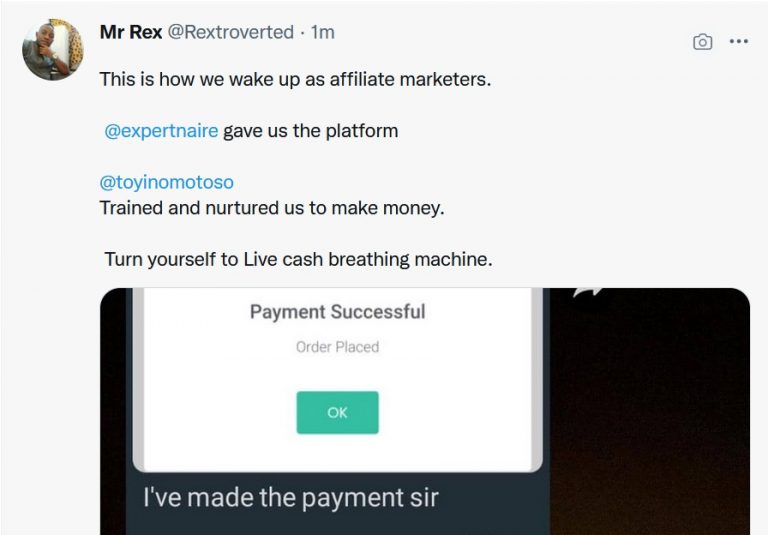 Mr Rex @Rextroverted · 1m
This is how we wake up as affiliate marketers.
@expertnaire gave us the platform
@toyinomotoso
Trained and nurtured us to make money.
Turn yourself to Live cash breathing machine.
Payment Successful
Order Placed
OK
I've made the payment sir